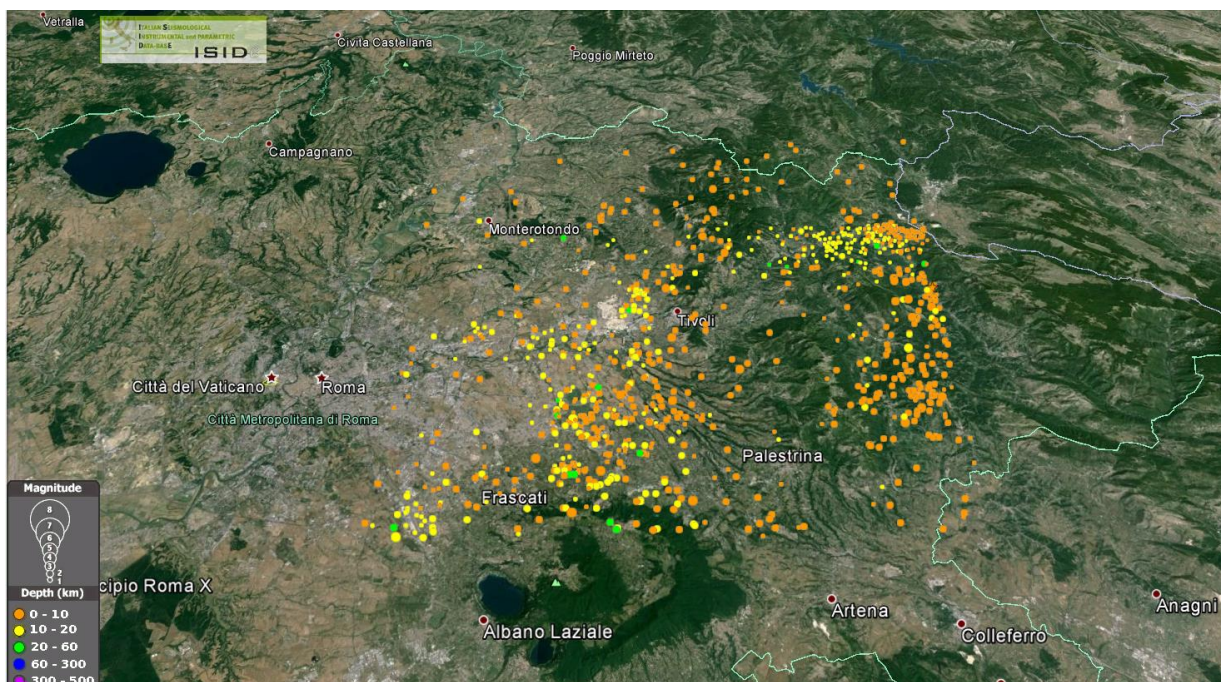 Vetralla
ITALIAN SEISMOLOGICAL
INSTRUMENTAL and PARAMETRIC
DATA-BASE
ISID
Civita Castellana
Poggio Mirteto
Campagnano
Monterotondo
Tivoli
Città del Vaticano
Roma
Città Metropolitana di Roma
Palestrina
Frascati
Magnitude
8
7
6
5
4
3
2
1
cipio Roma X
Depth (km)
0 - 10
10 - 20
20 - 60
60 - 300
300 - 500
Artena
Anagni
Albano Laziale
Colleferro